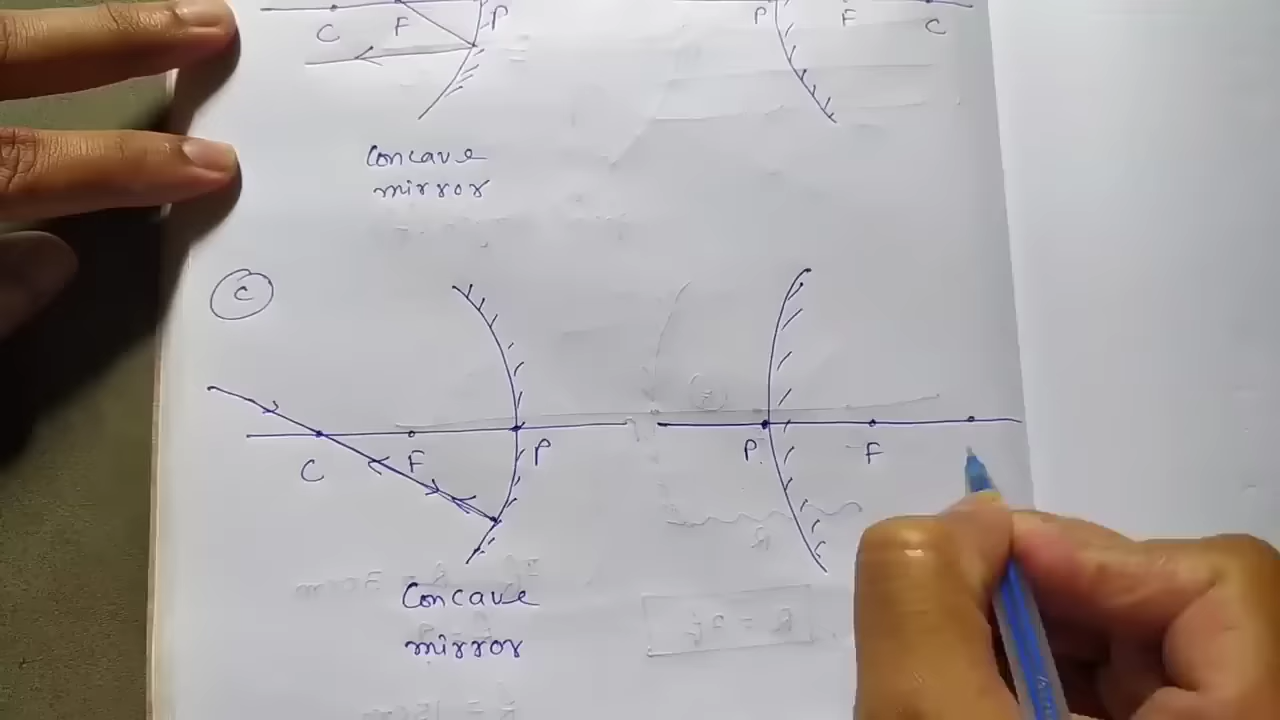 C F P
P F C
Concave
mirror
C
C F P
P. F
Concave
mirror